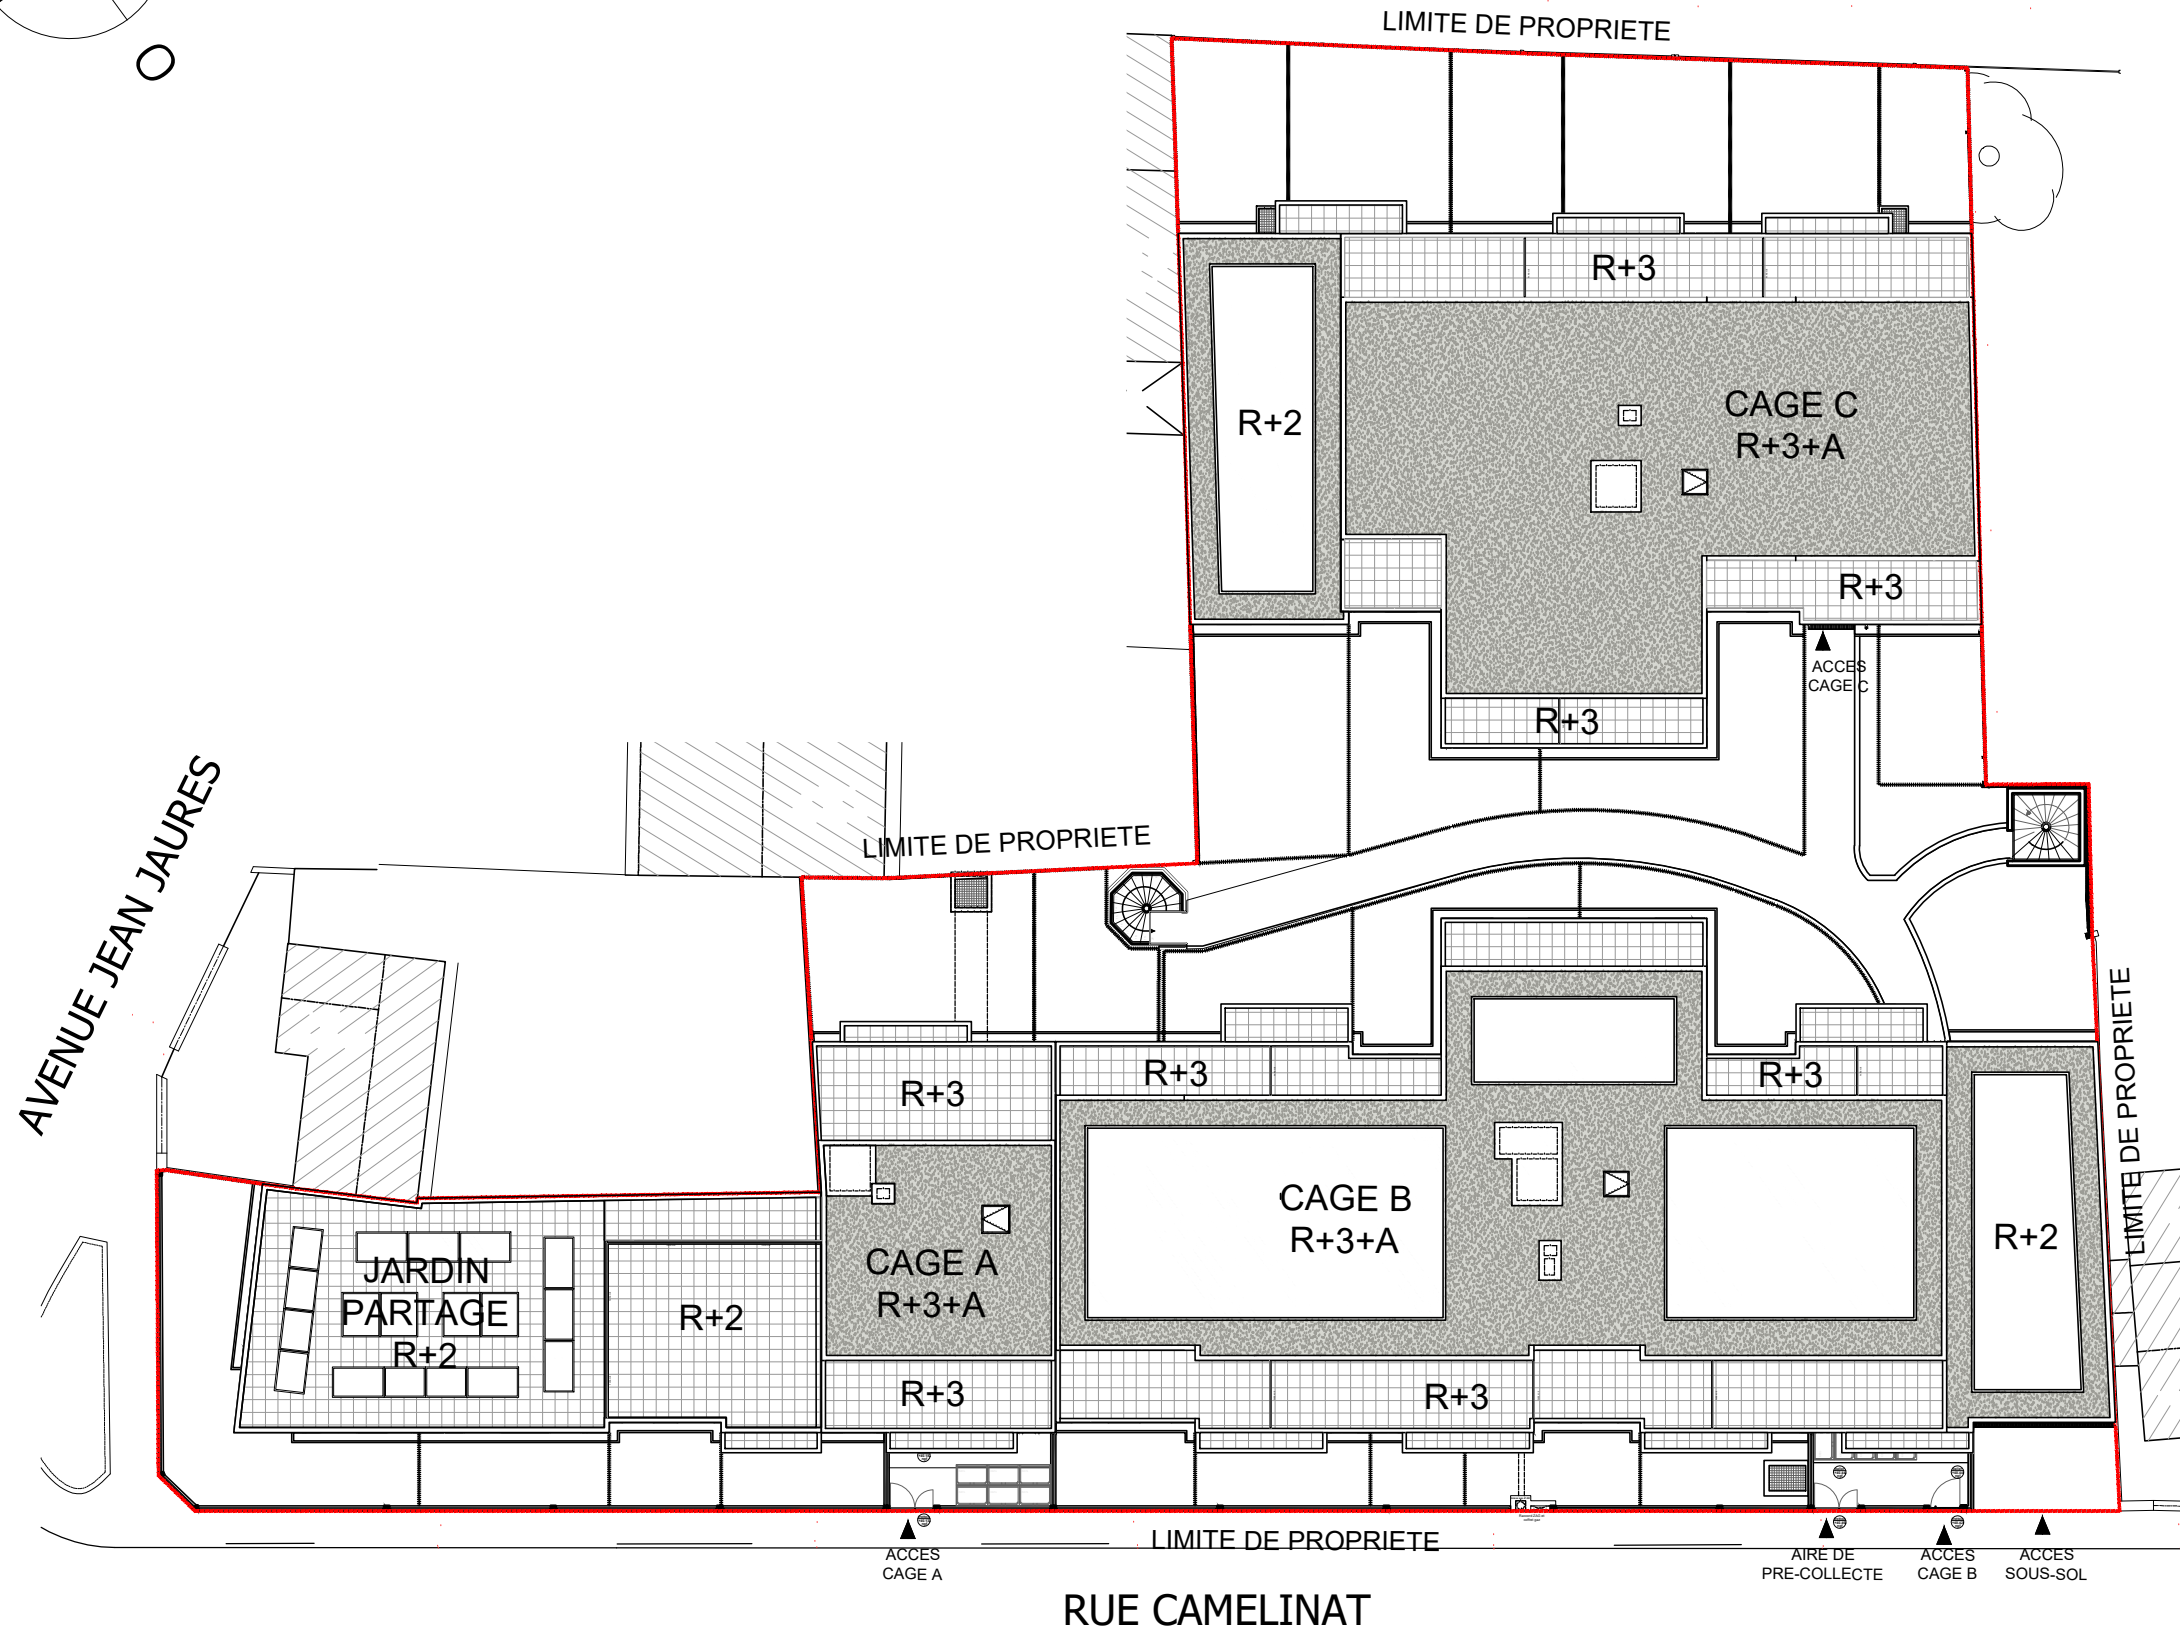 LIMITE DE PROPRIETE
O
R+3
R+2
CAGE C
R+3+A
R+3
ACCES
CAGE C
R+3
AVENUE JEAN JAURES
LIMITE DE PROPRIETE
LIMITE DE PROPRIETE
R+3
R+3
R+3
CAGE B
R+3+A
R+2
CAGE A
R+3+A
JARDIN
PARTAGE
R+2
R+2
R+3
R+3
LIMITE DE PROPRIETE
ACCES
CAGE A
AIRE DE
PRE-COLLECTE
ACCES
CAGE B
ACCES
SOUS-SOL
RUE CAMELINAT